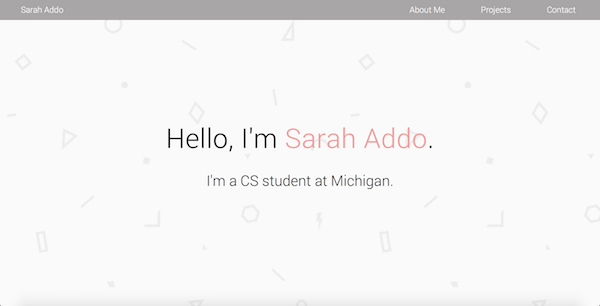 Sarah Addo About Me Projects Contact
Hello, I'm Sarah Addo.
I'm a CS student at Michigan.